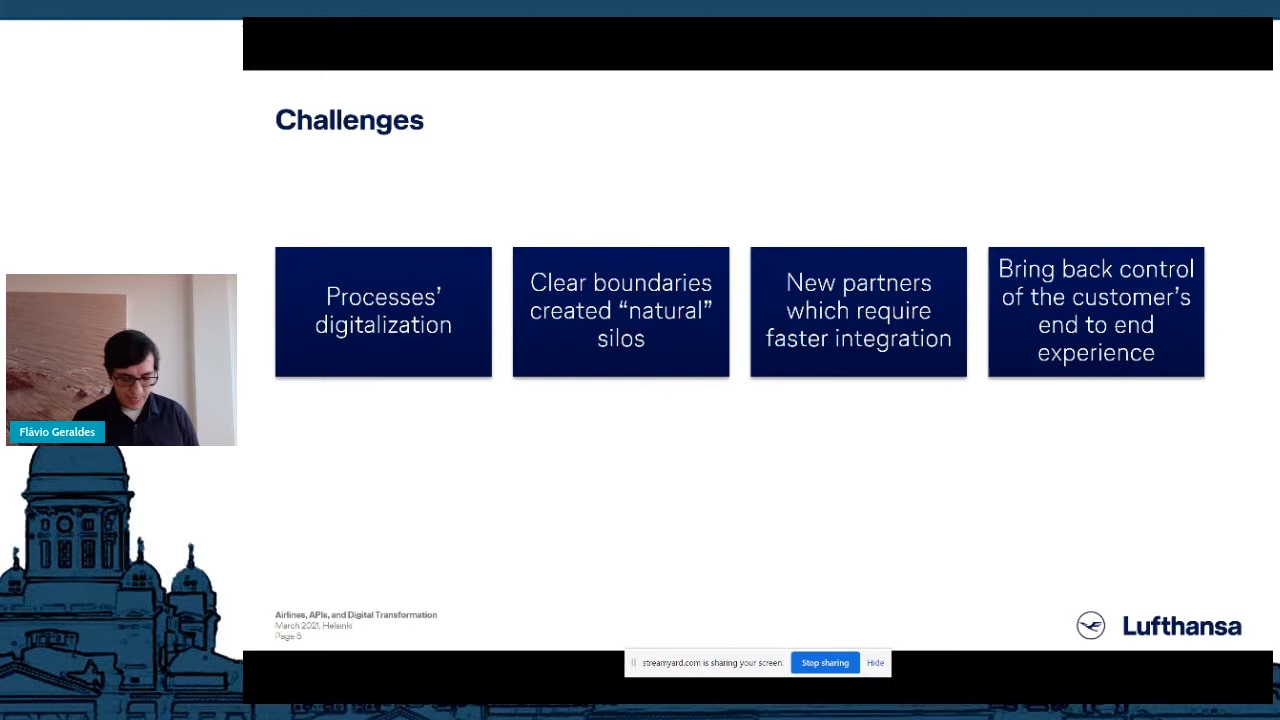 Challenges
Processes’
digitalization
Clear boundaries
created “natural”
silos
New partners
which require
faster integration
Bring back control
of the customer’s
end to end
experience
Flávio Geraldes
Airlines, APIs, and Digital Transformation
March 2021, Helsinki
Page 5
Lufthansa
streamyard.com is sharing your screen.
Stop sharing
Hide